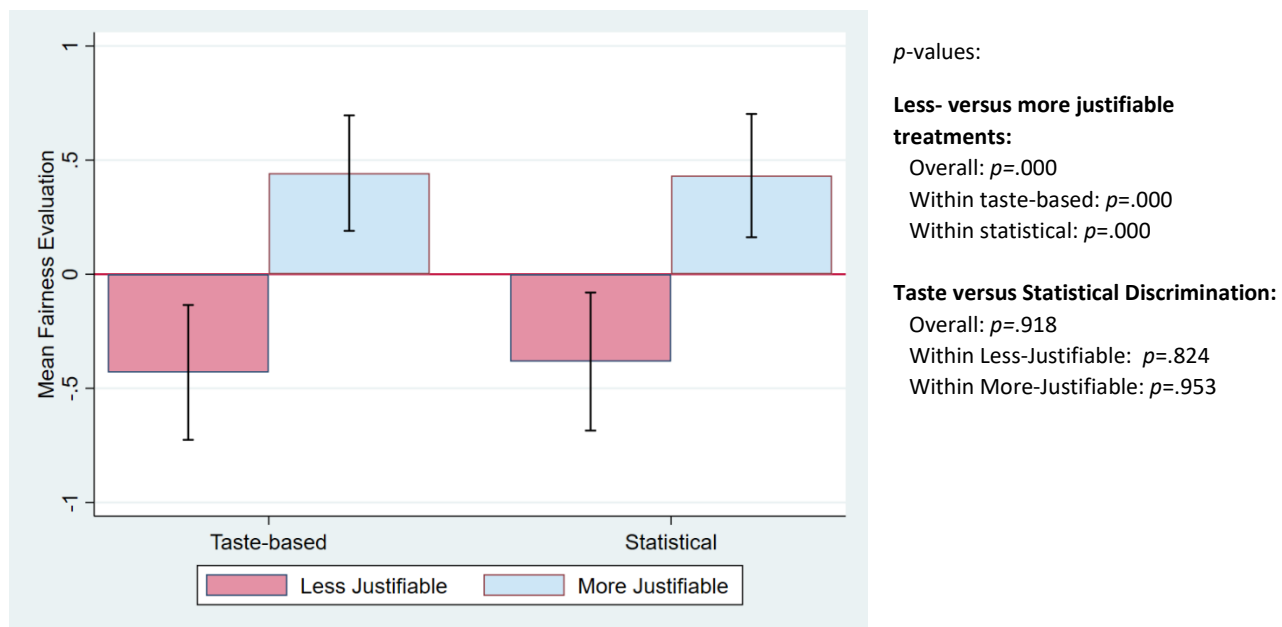 1
.5
0
-.5
-1
Mean Fairness Evaluation
Taste-based
Statistical
Less Justifiable
More Justifiable
p-values:
Less- versus more justifiable
treatments:
Overall: p=.000
Within taste-based: p=.000
Within statistical: p=.000
Taste versus Statistical Discrimination:
Overall: p=.918
Within Less-Justifiable: p=.824
Within More-Justifiable: p=.953